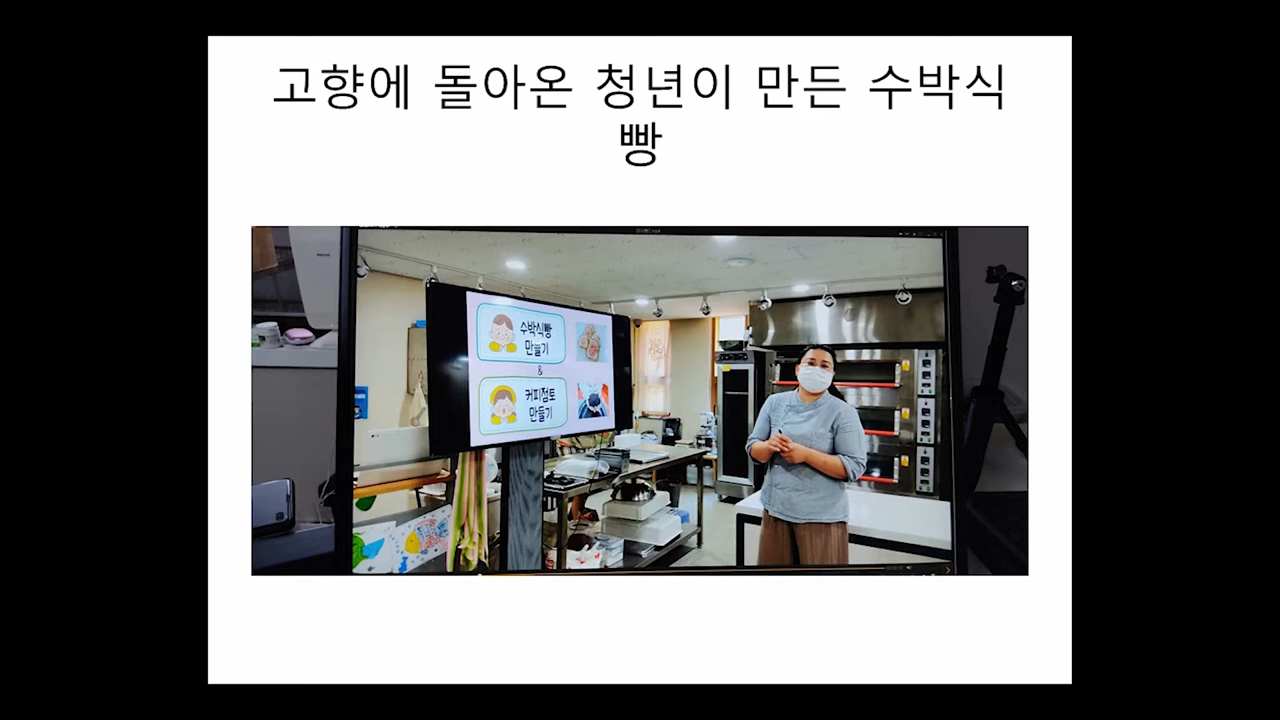 고향에 돌아온 청년이 만든 수박식
빵
수박식빵
만들기
&
커피점토
만들기